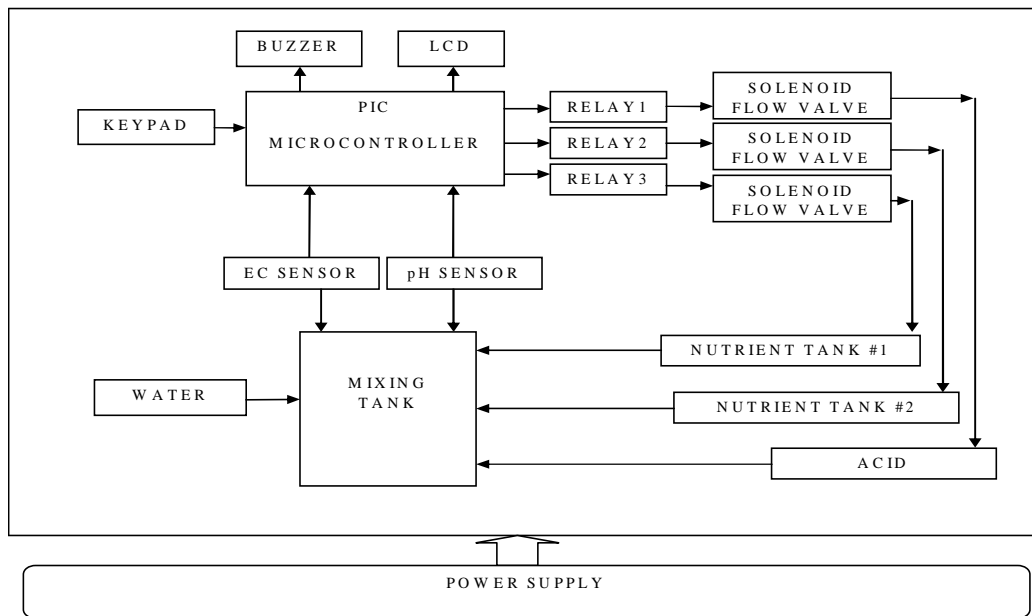 BUZZER
LCD
PIC
MICROCONTROLLER
KEYPAD
RELAY1
RELAY2
RELAY3
SOLENOID
FLOW VALVE
SOLENOID
FLOW VALVE
SOLENOID
FLOW VALVE
EC SENSOR
pH SENSOR
MIXING
TANK
WATER
NUTRIENT TANK #1
NUTRIENT TANK #2
ACID
POWER SUPPLY